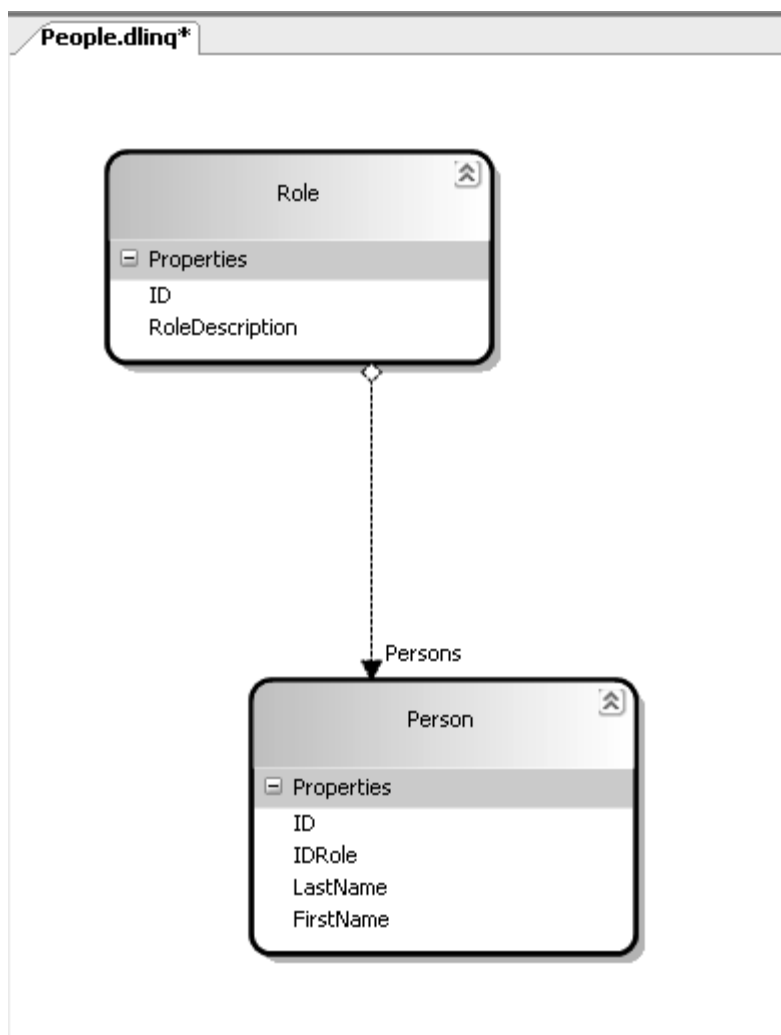 People.dlinq*
Role
Properties
ID
RoleDescription
Persons
Person
Properties
ID
IDRole
LastName
FirstName